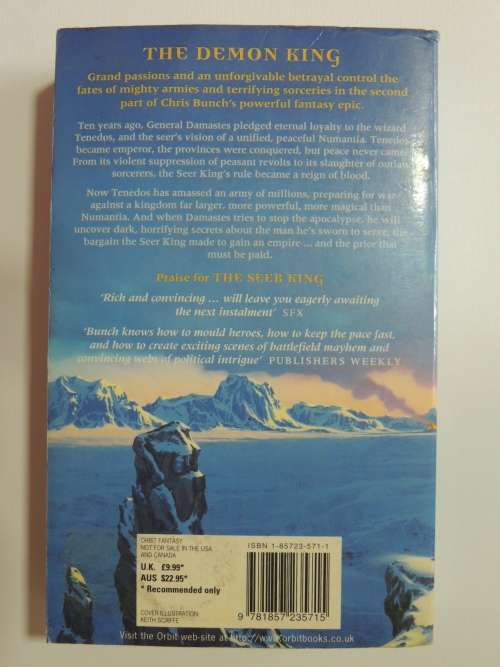 THE DEMON KING
Grand passions and an unforgivable betrayal control the
fates of mighty armies and terrifying sorceries in the second
part of Chris Bunch's powerful fantasy epic.
Ten years ago, General Damastes pledged eternal loyalty to the wizard
Tenedos, and the seer's vision of a unified, peaceful Numantia. Tenedos
became emperor, the provinces were conquered, but peace never came.
From its violent suppression of peasant revolts to its slaughter of outlaw
sorcerers, the Seer King's rule became a reign of blood.
Now Tenedos has amassed an army of millions, preparing for war
against a kingdom far larger, more powerful, more magical than
Numantia. And when Damastes tries to stop the apocalypse, he will
uncover dark, horrifying secrets about the man he's sworn to serve, the
bargain the Seer King made to gain an empire ... and the price that
must be paid.
Praise for THE SEER KING
'Rich and convincing ... will leave you eagerly awaiting
the next instalment' SFX
'Bunch knows how to mould heroes, how to keep the pace fast,
and how to create exciting scenes of battlefield mayhem and
convincing webs of political intrigue' PUBLISHERS WEEKLY
ORBIT FANTASY
NOT FOR SALE IN THE USA
AND CANADA
U.K. £9.99*
AUS $22.95*
* Recommended only
COVER ILLUSTRATION:
KEITH SCAIFE
ISBN 1-85723-571-1
9 781857 235715
Visit the Orbit web-site at http://www.orbitbooks.co.uk